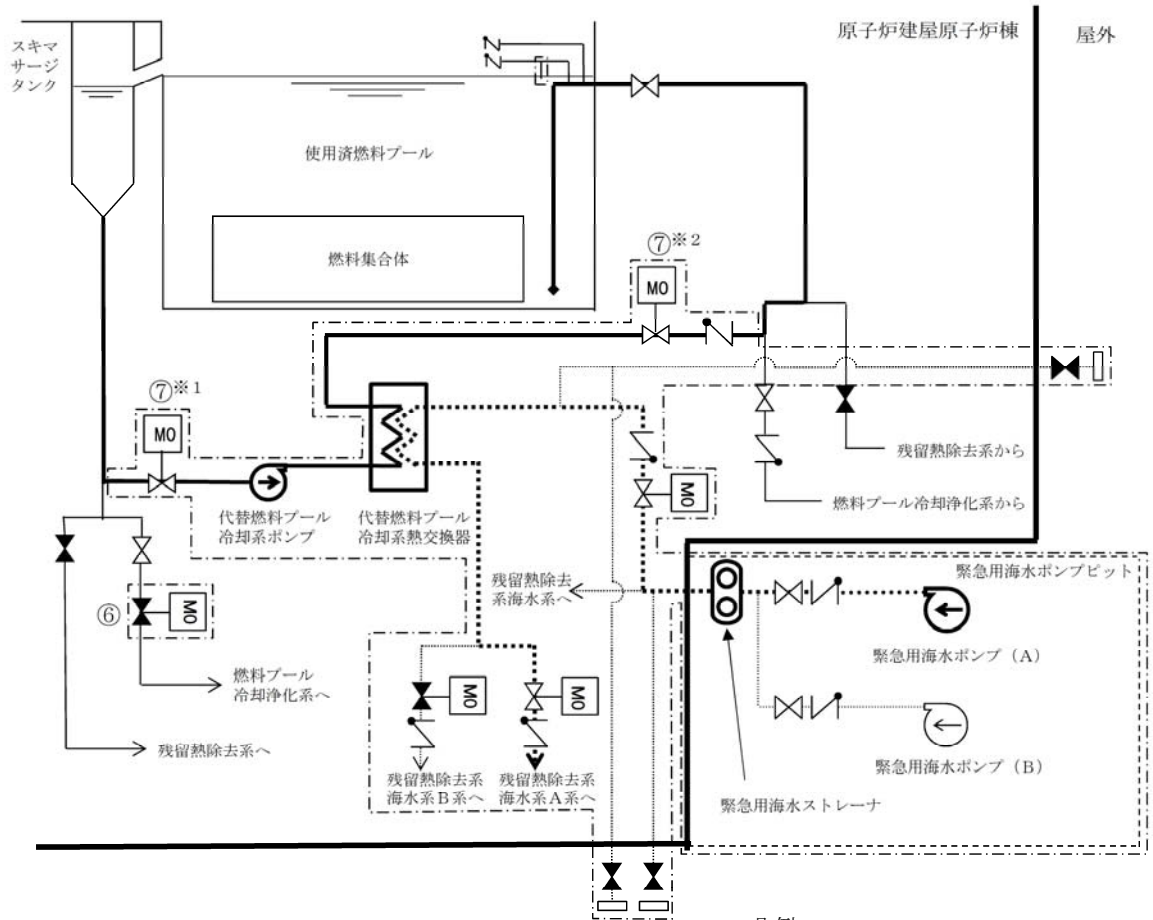 原子炉建屋原子炉棟
屋外
スキマ
サージ
タンク
使用済燃料プール
燃料集合体
⑦※2
MO
⑦※1
MO
残留熱除去系から
MO
燃料プール冷却浄化系から
代替燃料プール
冷却系ポンプ
代替燃料プール
冷却系熱交換器
緊急用海水ポンプピット
残留熱除去
系海水系へ
⑥
MO
緊急用海水ポンプ（A）
燃料プール
冷却浄化系へ
MO
MO
残留熱除去系へ
緊急用海水ポンプ（B）
残留熱除去系
海水系B系へ
残留熱除去系
海水系A系へ
緊急用海水ストレーナ